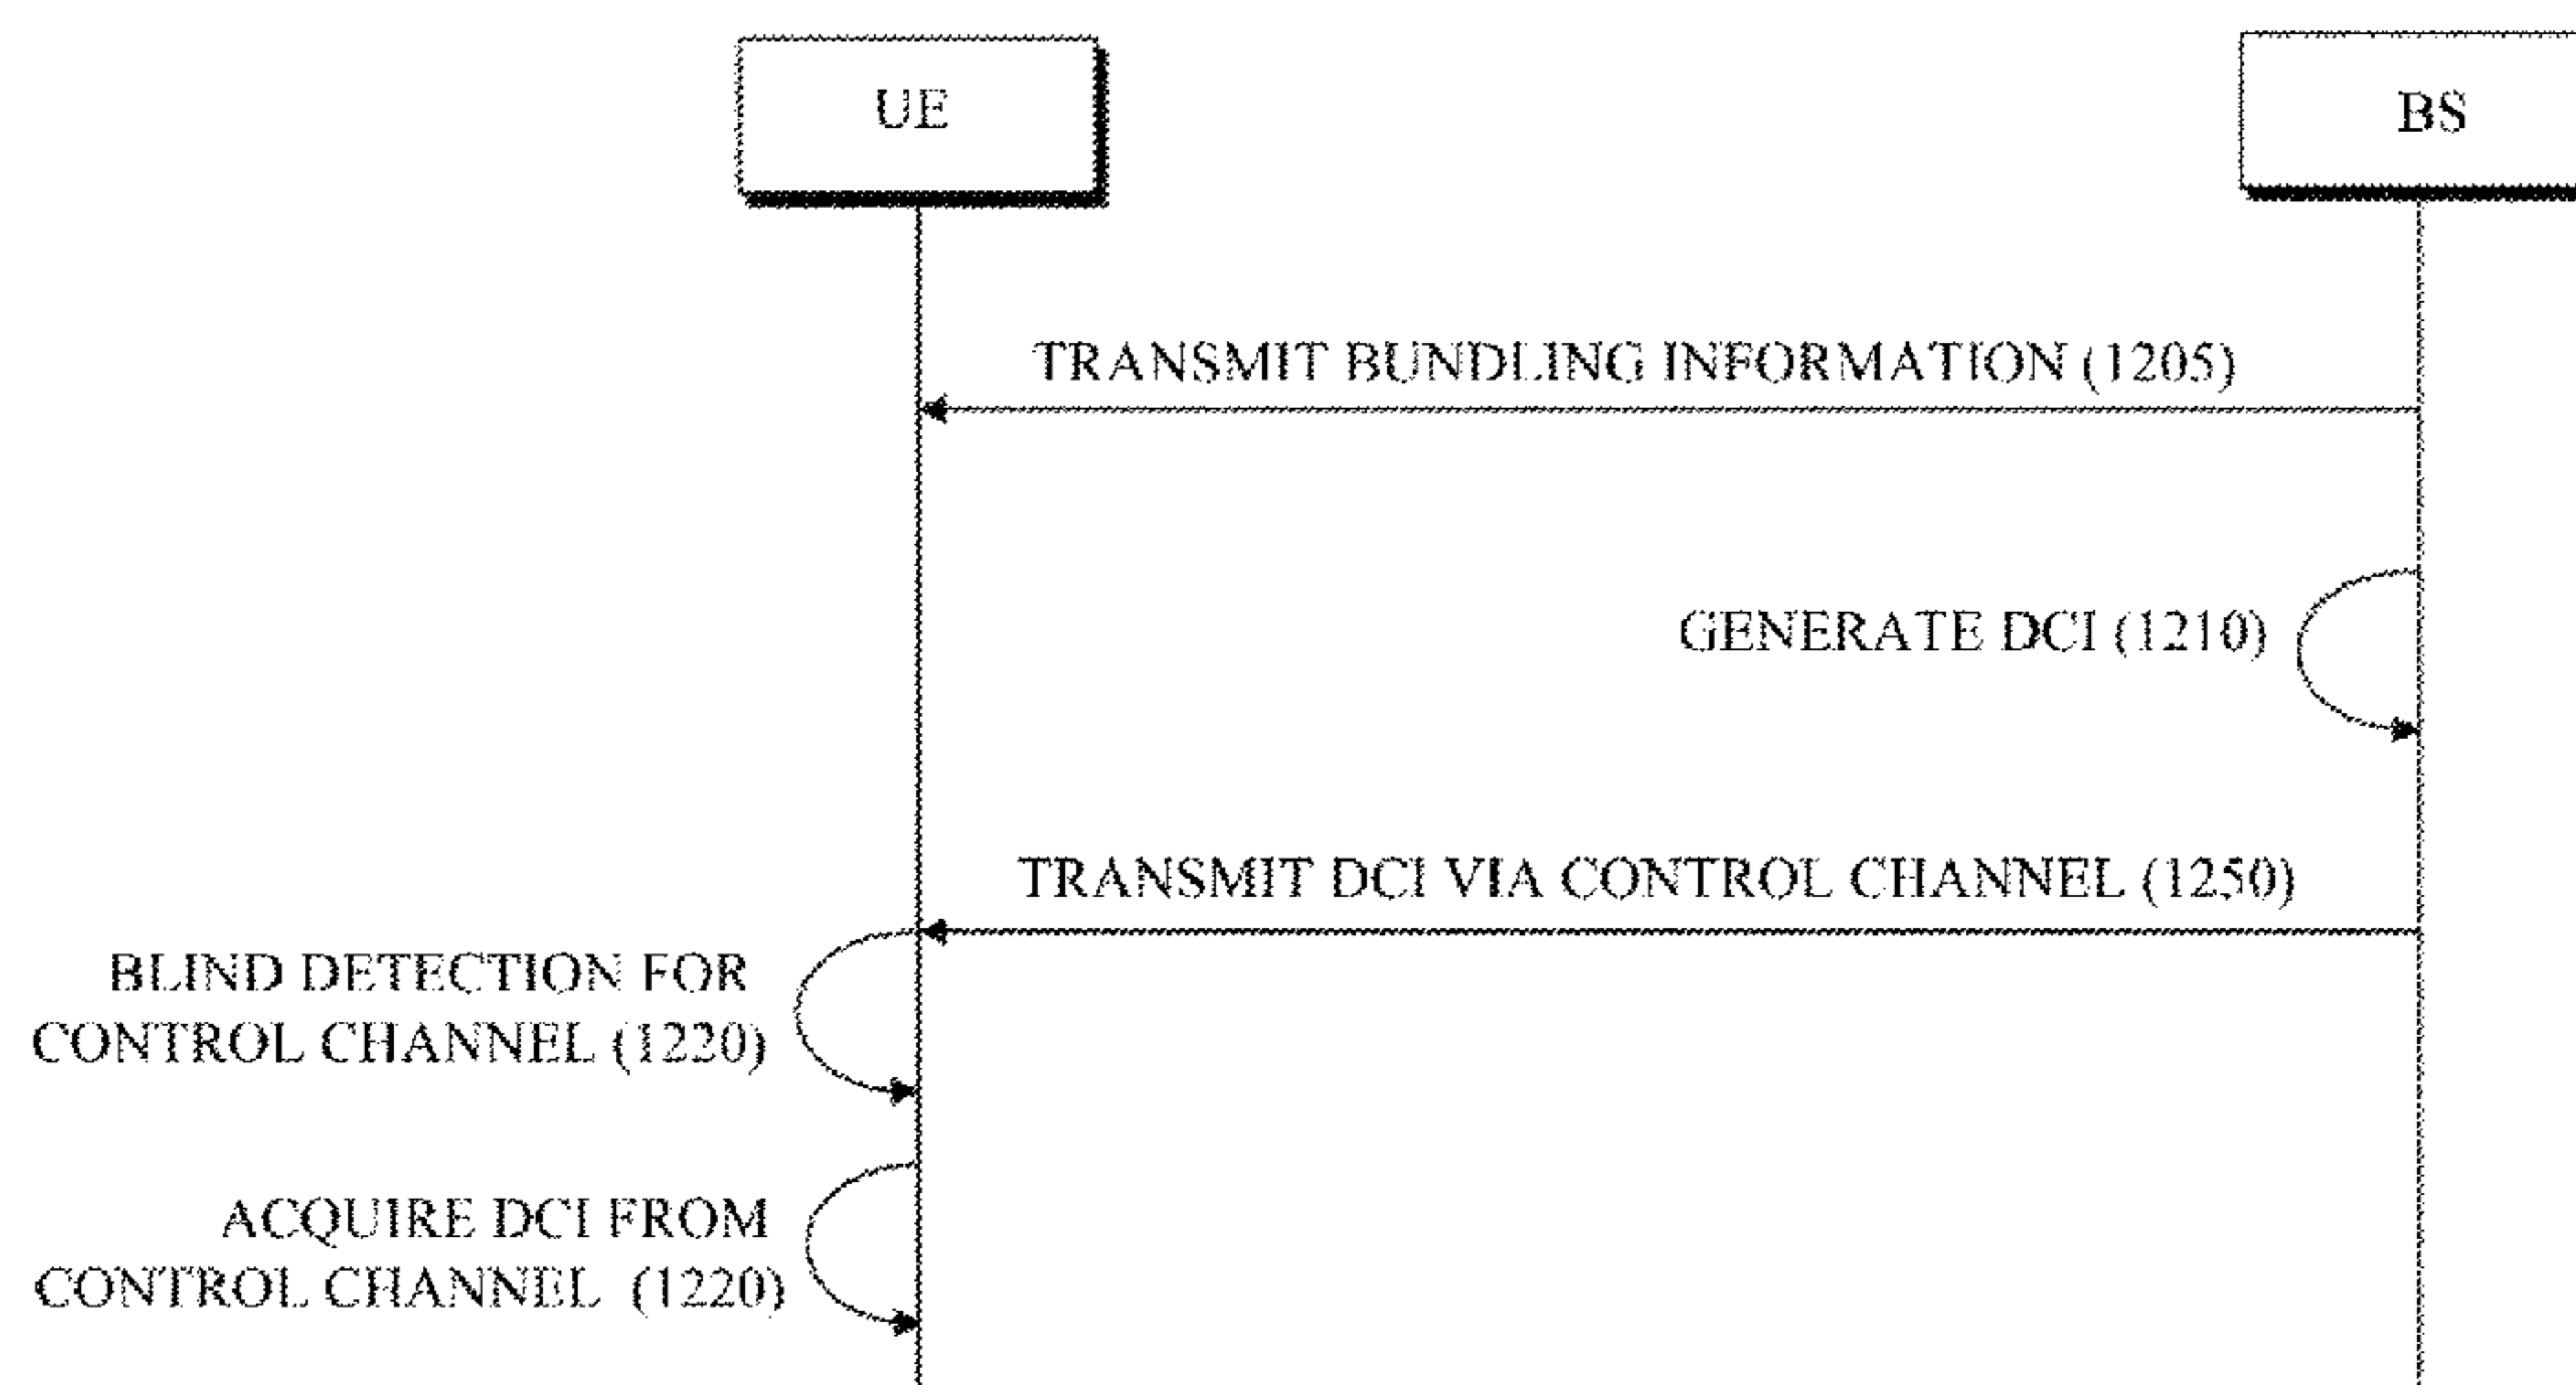 UE
BS
TRANSMIT BUNDLING INFORMATION (1205)
GENERATE DCI (1210)
TRANSMIT DCI VIA CONTROL CHANNEL (1250)
BLIND DETECTION FOR
CONTROL CHANNEL (1220)
ACQUIRE DCI FROM
CONTROL CHANNEL (1220)